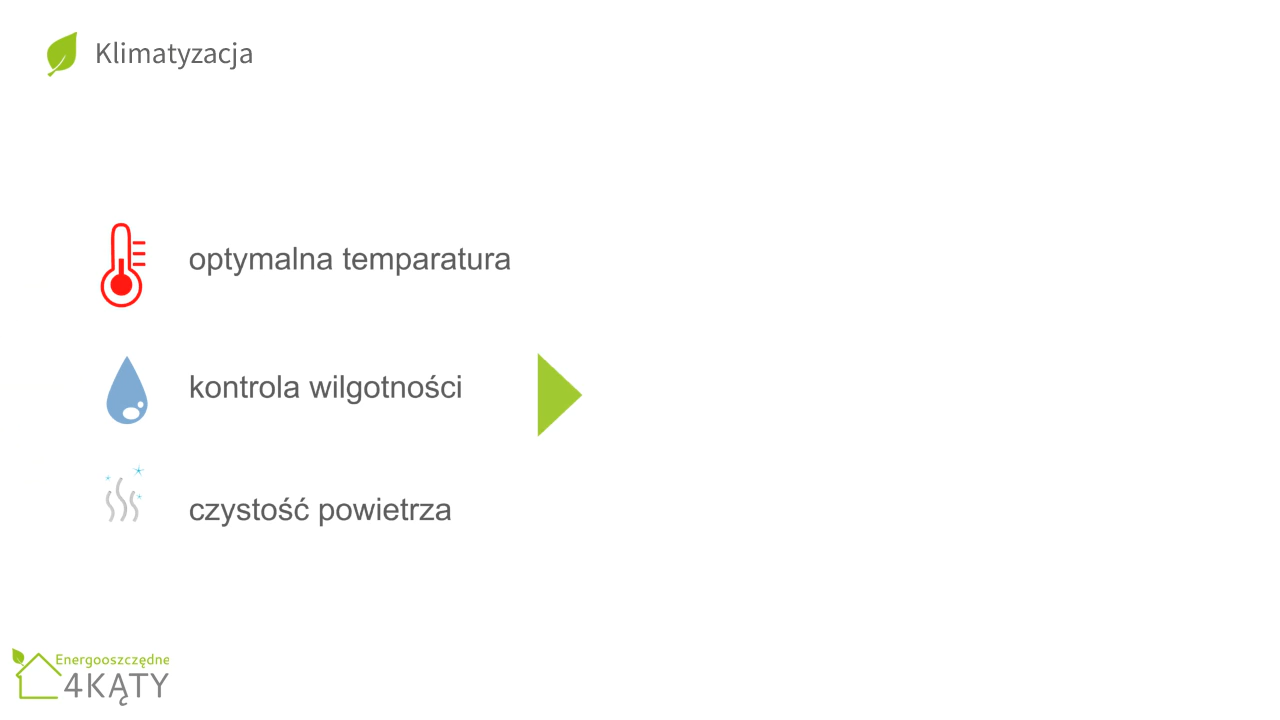 Klimatyzacja
optymalna temparatura
kontrola wilgotności
czystość powietrza
Energooszczędne
4KĄTY